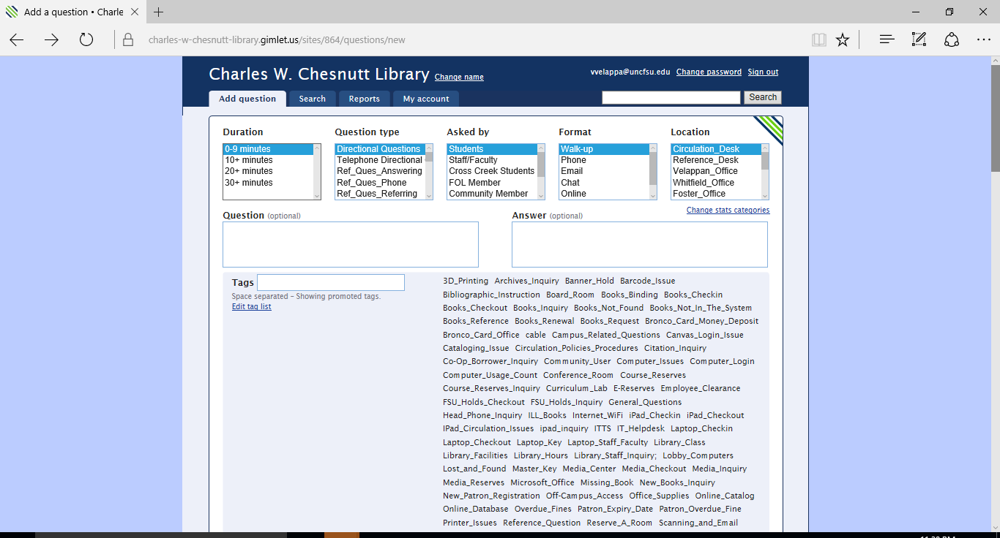 Add a question • Charle
charles-w-chesnutt-library.gimlet.us/sites/864/questions/new
Charles W. Chesnutt Library Change name
vvelappa@uncfsu.edu Change password Sign out
Add question Search Reports My account Search
Duration Question type Asked by Format Location
0-9 minutes Directional Questions Students Walk-up Circulation_Desk
10+ minutes Telephone Directional Staff/Faculty Phone Reference_Desk
20+ minutes Ref_Ques_Answering Cross Creek Students Email Velappan_Office
30+ minutes Ref_Ques_Phone FOL Member Chat Whitfield_Office
Ref_Ques_Referring Community Member Online Foster_Office
Change stats categories
Question (optional) Answer (optional)
Tags
Space separated - Showing promoted tags.
Edit tag list
3D_Printing Archives_Inquiry Banner_Hold Barcode_Issue
Bibliographic_Instruction Board_Room Books_Binding Books_Checkin
Books_Checkout Books_Inquiry Books_Not_Found Books_Not_In_The_System
Books_Reference Books_Renewal Books_Request Bronco_Card_Money_Deposit
Bronco_Card_Office cable Campus_Related_Questions Canvas_Login_Issue
Cataloging_Issue Circulation_Policies_Procedures Citation_Inquiry
Co-Op_Borrower_Inquiry Community_User Computer_Issues Computer_Login
Computer_Usage_Count Conference_Room Course_Reserves
Course_Reserves_Inquiry Curriculum_Lab E-Reserves Employee_Clearance
FSU_Holds_Checkout FSU_Holds_Inquiry General_Questions
Head_Phone_Inquiry ILL_Books Internet_WiFi iPad_Checkin iPad_Checkout
IPad_Circulation_Issues ipad_inquiry ITTS IT_Helpdesk Laptop_Checkin
Laptop_Checkout Laptop_Key Laptop_Staff_Faculty Library_Class
Library_Facilities Library_Hours Library_Staff_Inquiry; Lobby_Computers
Lost_and_Found Master_Key Media_Center Media_Checkout Media_Inquiry
Media_Reserves Microsoft_Office Missing_Book New_Books_Inquiry
New_Patron_Registration Off-Campus_Access Office_Supplies Online_Catalog
Online_Database Overdue_Fines Patron_Expiry_Date Patron_Overdue_Fine
Printer_Issues Reference_Question Reserve_A_Room Scanning_and_Email